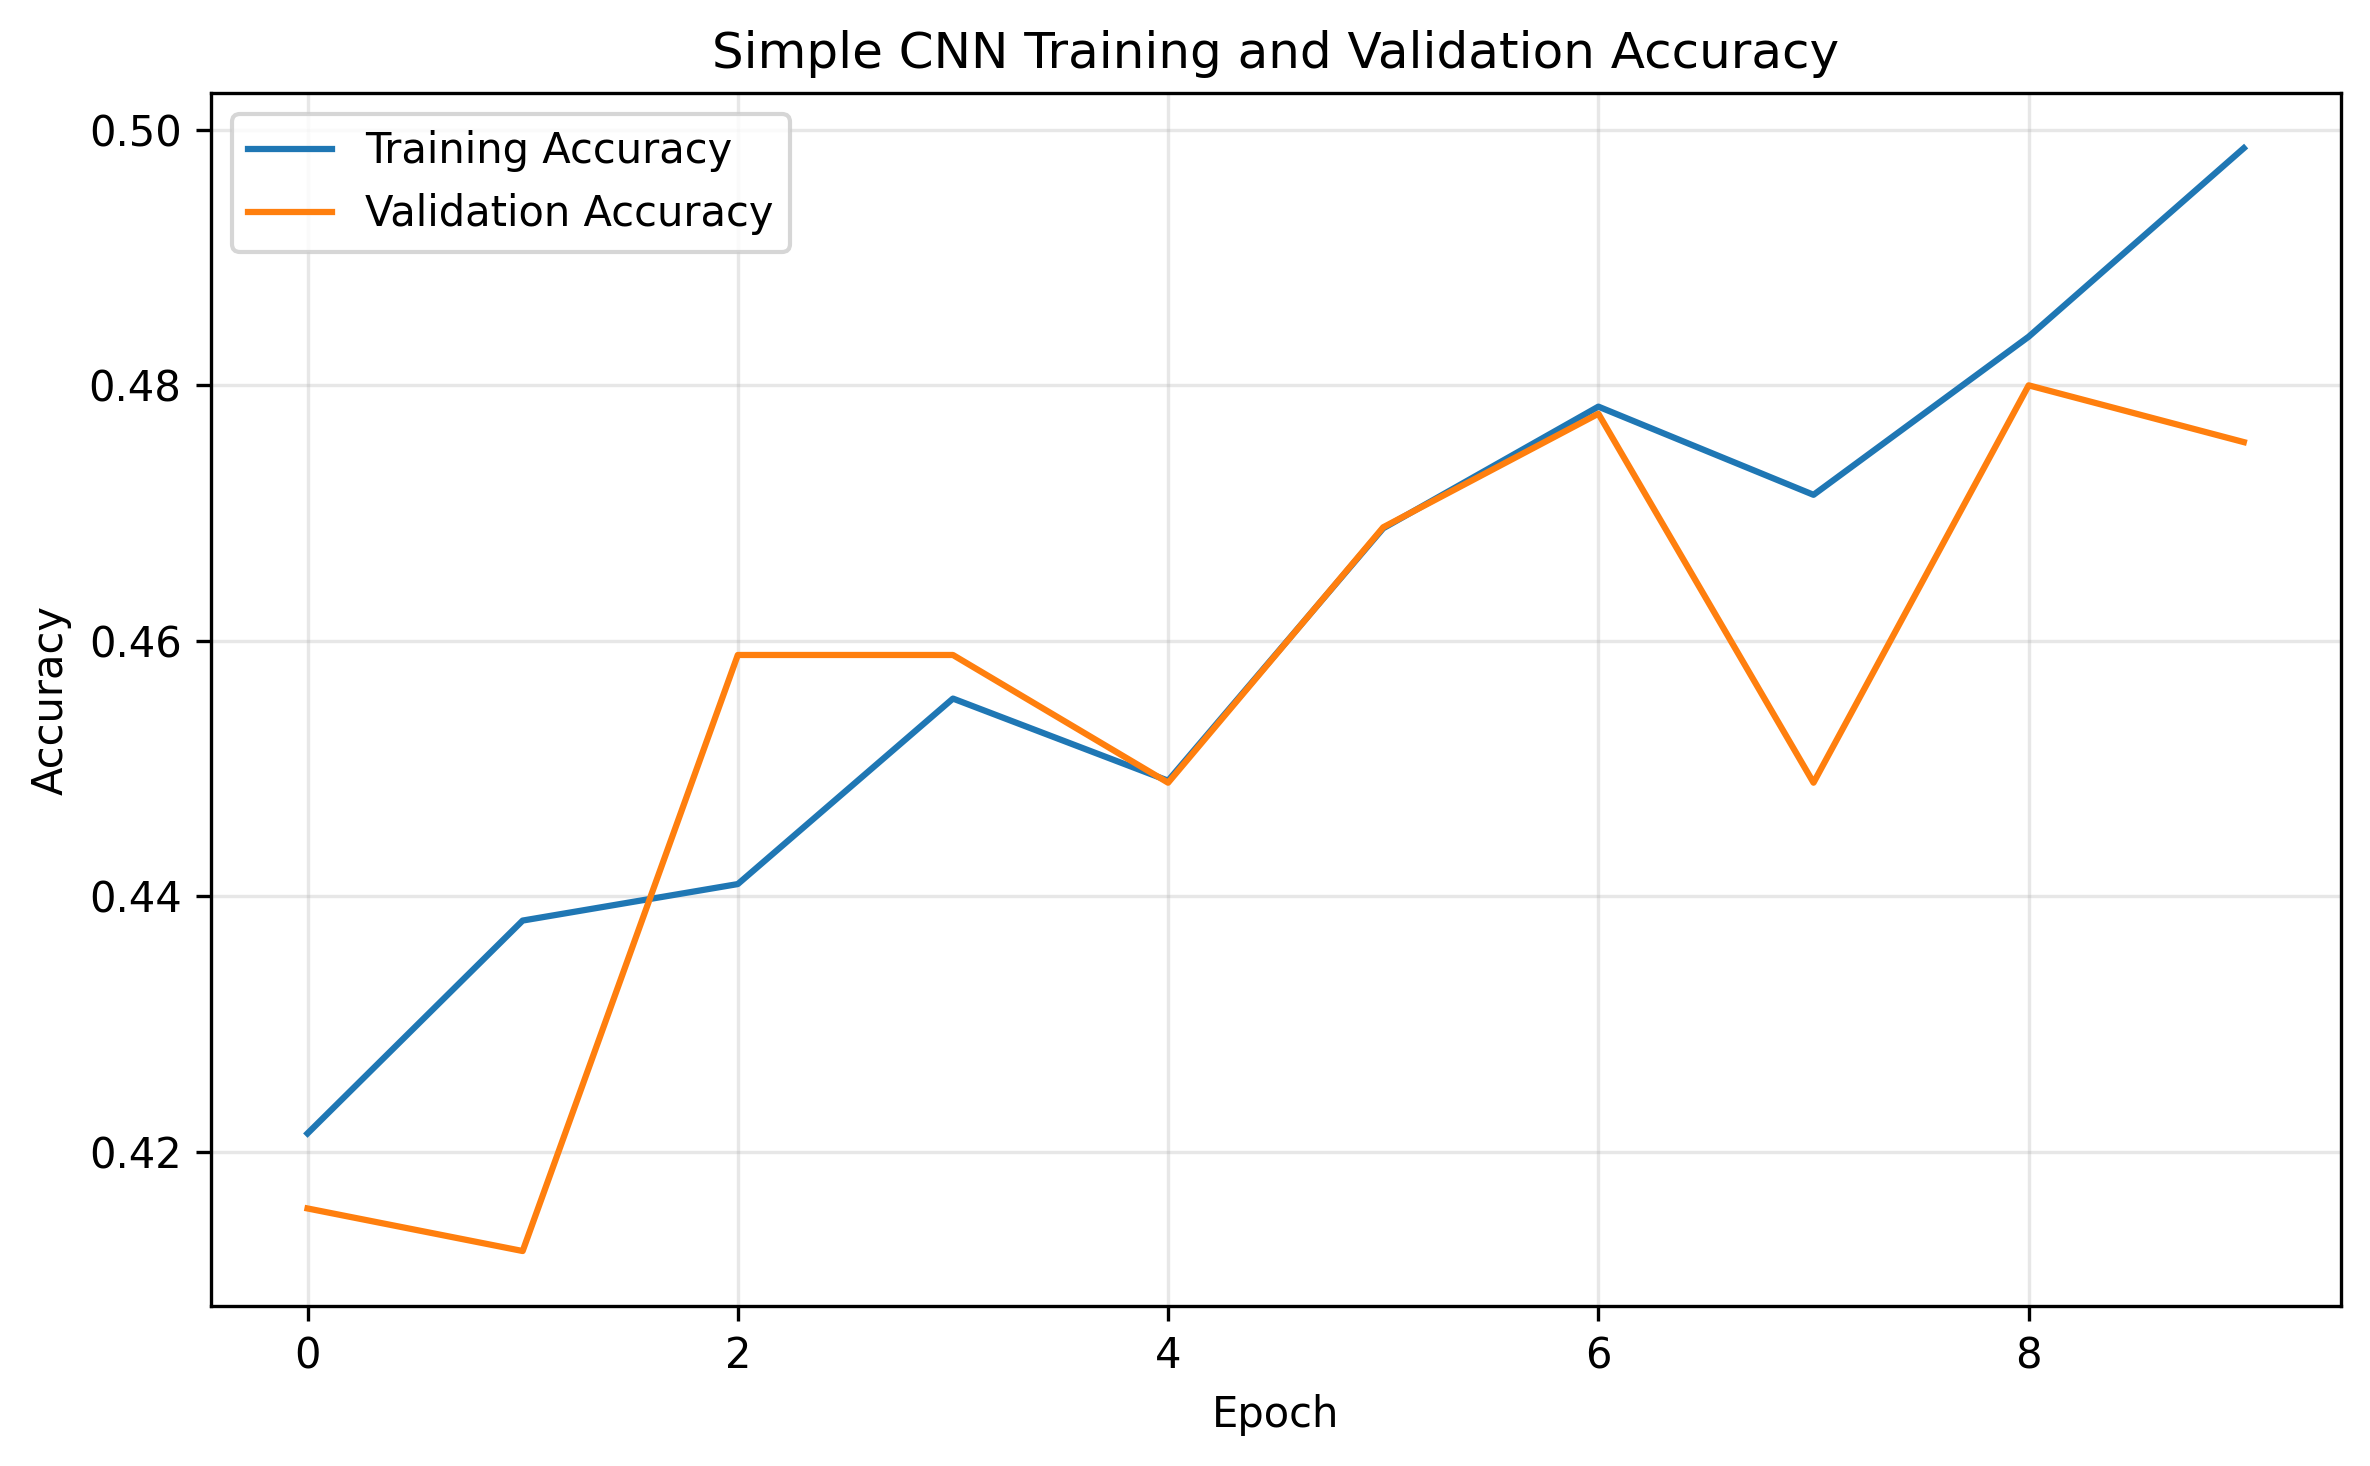 Simple CNN Training and Validation Accuracy
Training Accuracy
Validation Accuracy
Accuracy
0.50
0.48
0.46
0.44
0.42
0 2 4 6 8
Epoch